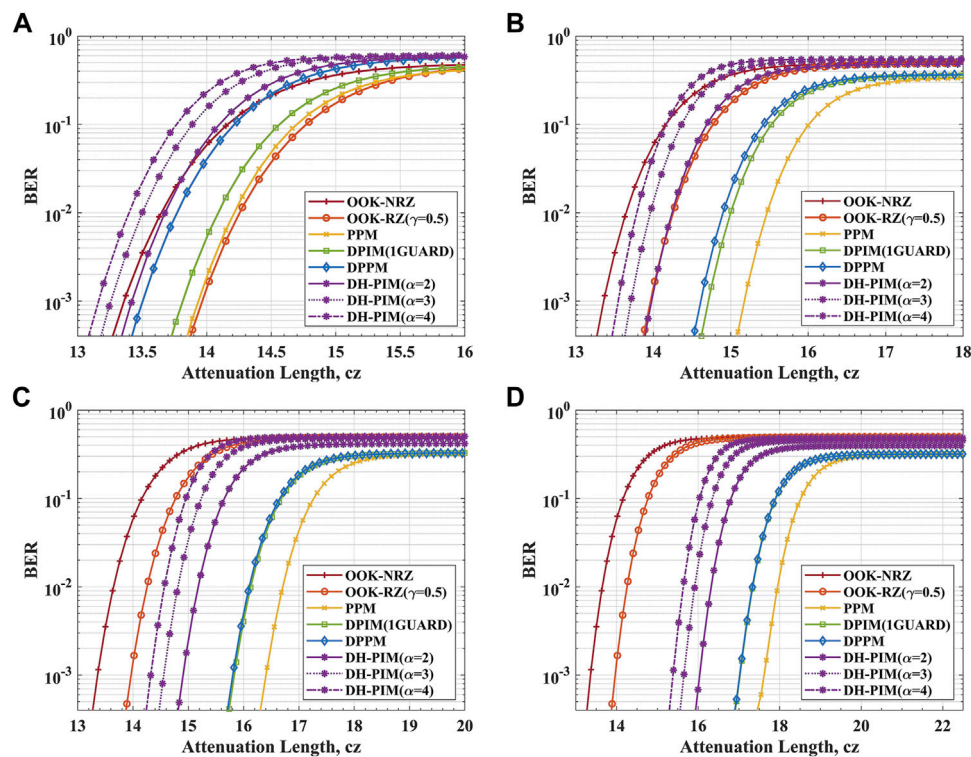 A
BER
10^0
10^-1
10^-2
10^-3
OOK-NRZ
OOK-RZ(γ=0.5)
PPM
DPIM(1GUARD)
DPPM
DH-PIM(α=2)
DH-PIM(α=3)
DH-PIM(α=4)
13 13.5 14 14.5 15 15.5 16
Attenuation Length, cz
B
BER
10^0
10^-1
10^-2
10^-3
OOK-NRZ
OOK-RZ(γ=0.5)
PPM
DPIM(1GUARD)
DPPM
DH-PIM(α=2)
DH-PIM(α=3)
DH-PIM(α=4)
13 14 15 16 17 18
Attenuation Length, cz
C
BER
10^0
10^-1
10^-2
10^-3
OOK-NRZ
OOK-RZ(γ=0.5)
PPM
DPIM(1GUARD)
DPPM
DH-PIM(α=2)
DH-PIM(α=3)
DH-PIM(α=4)
13 14 15 16 17 18 19 20
Attenuation Length, cz
D
BER
10^0
10^-1
10^-2
10^-3
OOK-NRZ
OOK-RZ(γ=0.5)
PPM
DPIM(1GUARD)
DPPM
DH-PIM(α=2)
DH-PIM(α=3)
DH-PIM(α=4)
14 16 18 20 22
Attenuation Length, cz